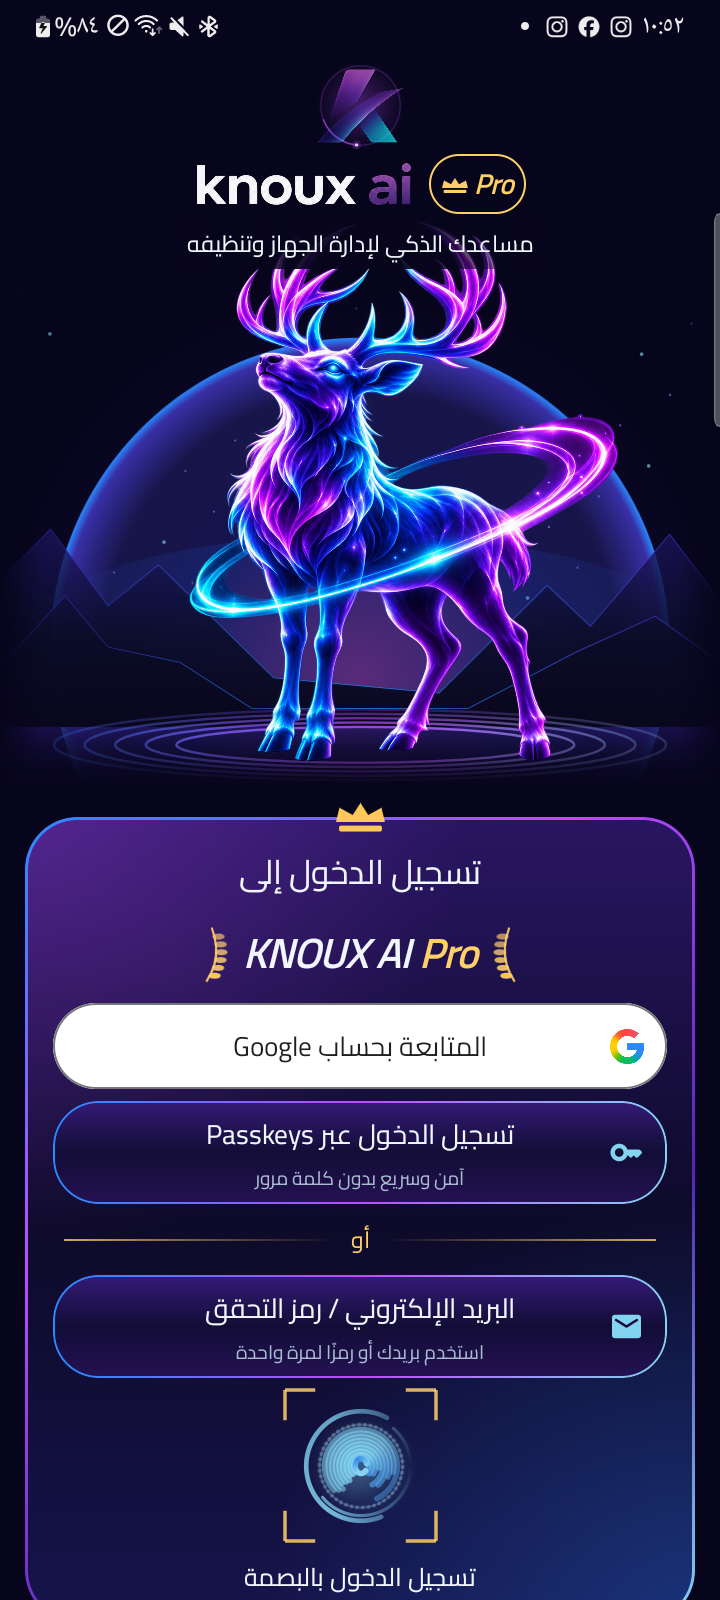 ١٠:٥٢
%٨٤
knoux ai Pro
مساعدك الذكي لإدارة الجهاز وتنظيفه
تسجيل الدخول إلى
KNOUX AI Pro
المتابعة بحساب Google
تسجيل الدخول عبر Passkeys
آمن وسريع بدون كلمة مرور
أو
البريد الإلكتروني / رمز التحقق
استخدم بريدك أو رمزًا لمرة واحدة
تسجيل الدخول بالبصمة